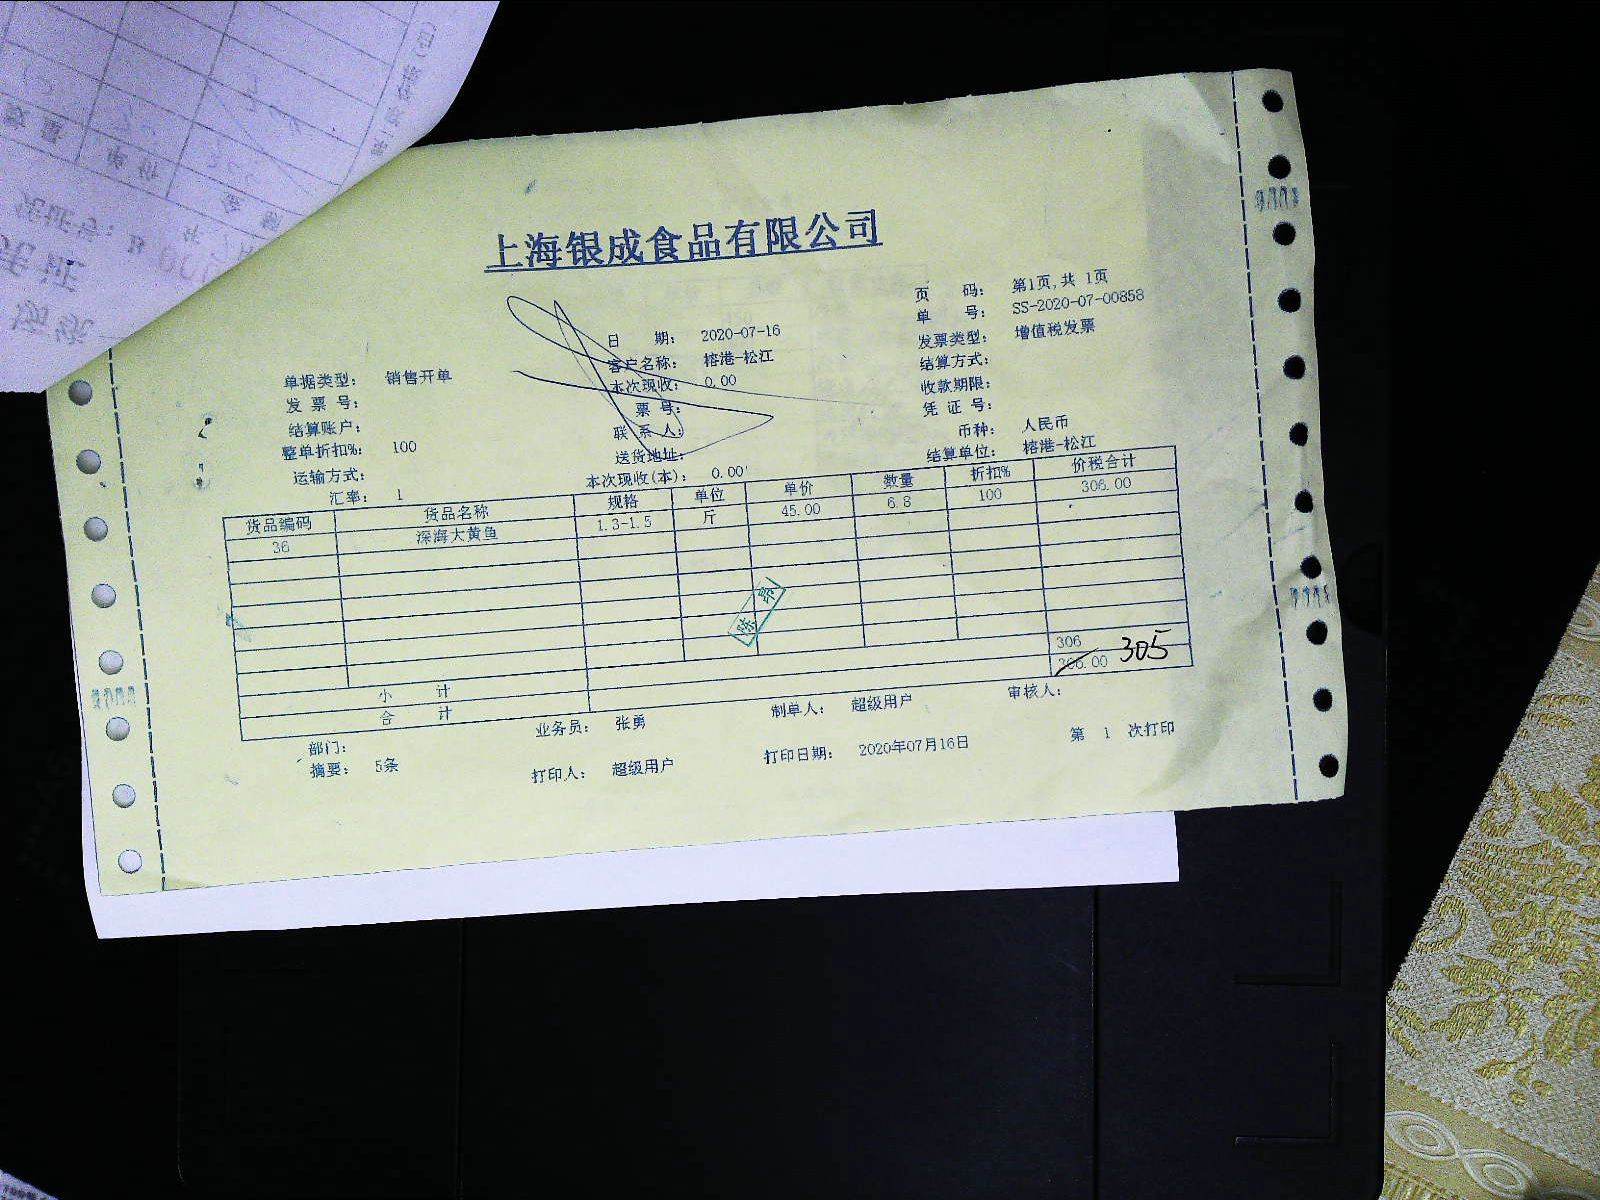 上海银成食品有限公司
页 码： 第1页,共 1页
日 期： 2020-07-16 单 号： SS-2020-07-00858
单据类型： 销售开单 客户名称： 榕港-松江 发票类型： 增值税发票
发 票 号： 本次现收： 0.00 结算方式：
结算账户： 票 号： 收款期限：
整单折扣%： 100 联 系 人： 凭 证 号：
运输方式： 送货地址： 币种： 人民币
汇率： 1 本次现收(本)： 0.00 结算单位： 榕港-松江
货品编码 货品名称 规格 单位 单价 数量 折扣% 价税合计
36 深海大黄鱼 1.3-1.5 斤 45.00 6.8 100 306.00
陈
小 计 306
合 计 306.00 305
部门： 业务员： 张勇 制单人： 超级用户 审核人：
摘要： 5条 打印人： 超级用户 打印日期： 2020年07月16日 第 1 次打印